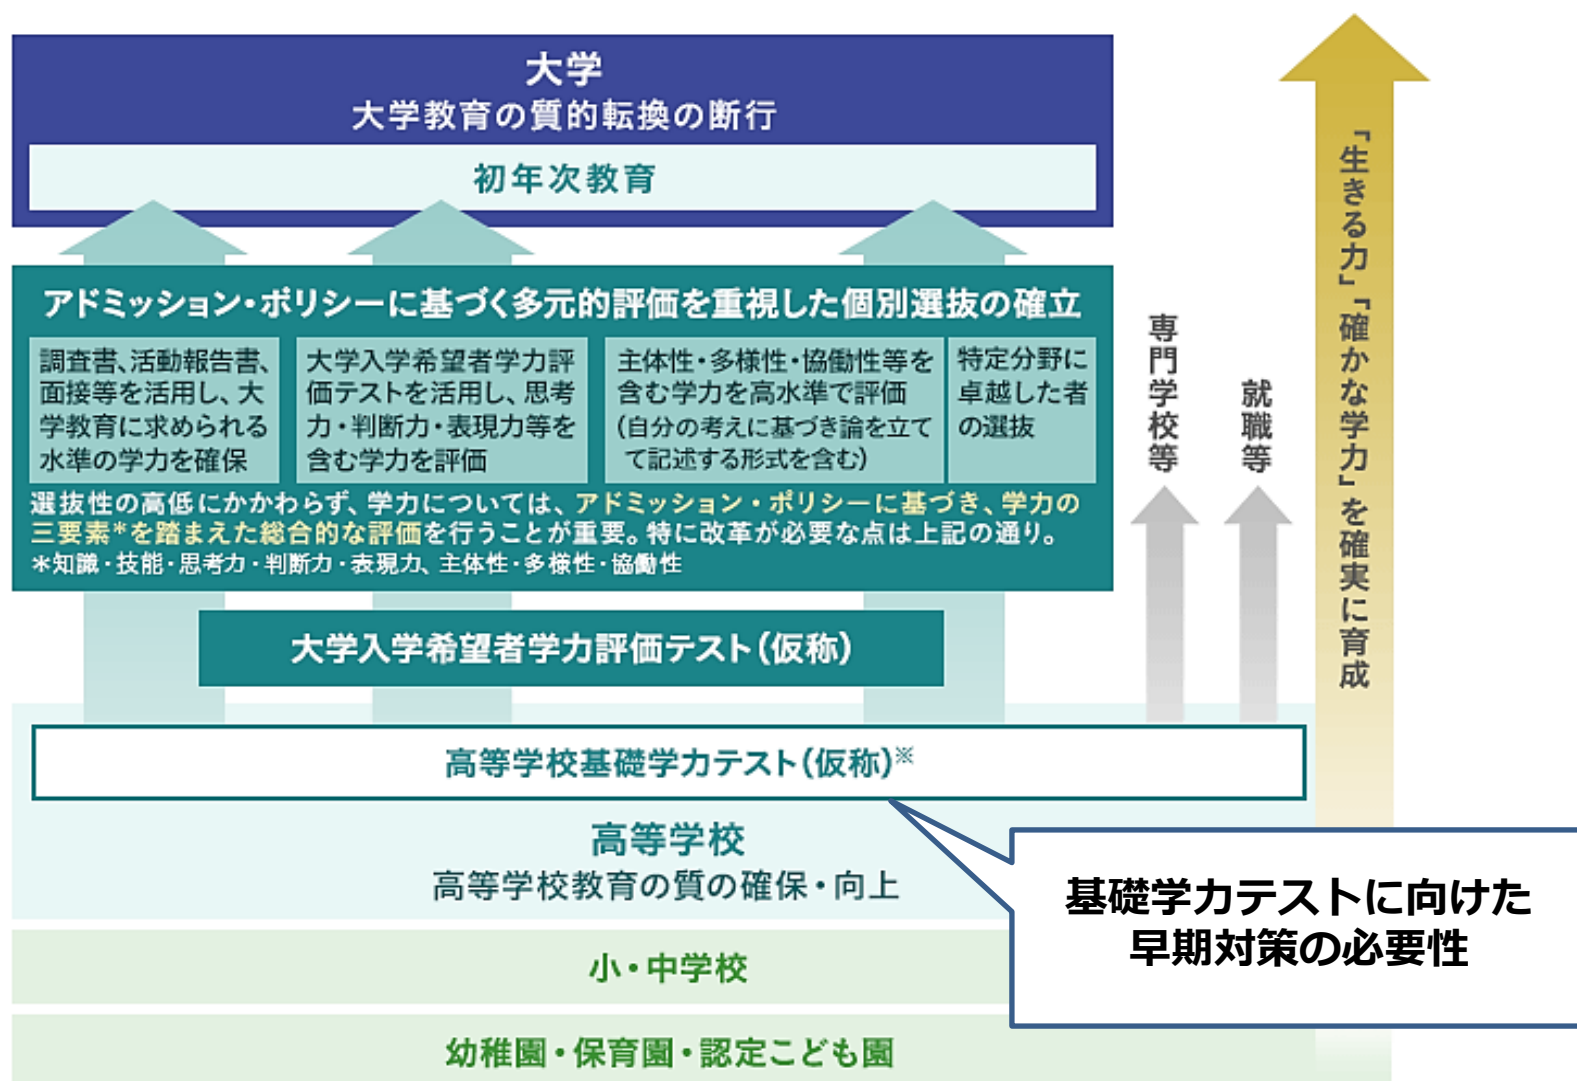 大学
大学教育の質的転換の断行
初年次教育
アドミッション・ポリシーに基づく多元的評価を重視した個別選抜の確立
調査書、活動報告書、
面接等を活用し、大
学教育に求められる
水準の学力を確保
大学入学希望者学力評
価テストを活用し、思考
力・判断力・表現力等を
含む学力を評価
主体性・多様性・協働性等を
含む学力を高水準で評価
(自分の考えに基づき論を立て
て記述する形式を含む)
特定分野に
卓越した者
の選抜
選抜性の高低にかかわらず、学力については、アドミッション・ポリシーに基づき、学力の
三要素*を踏まえた総合的な評価を行うことが重要。特に改革が必要な点は上記の通り。
*知識・技能・思考力・判断力・表現力、主体性・多様性・協働性
大学入学希望者学力評価テスト(仮称)
専門学校等
就職等
「生きる力」「確かな学力」を確実に育成
高等学校基礎学力テスト(仮称)※
高等学校
高等学校教育の質の確保・向上
基礎学力テストに向けた
早期対策の必要性
小・中学校
幼稚園・保育園・認定こども園